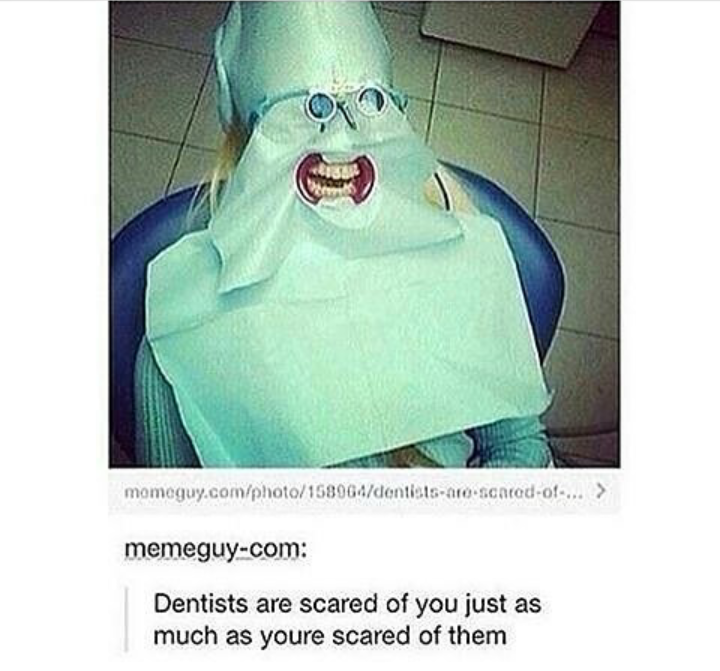 memeguy.com/photo/158964/dentists-are-scared-of-... >
memeguy-com:
Dentists are scared of you just as
much as youre scared of them